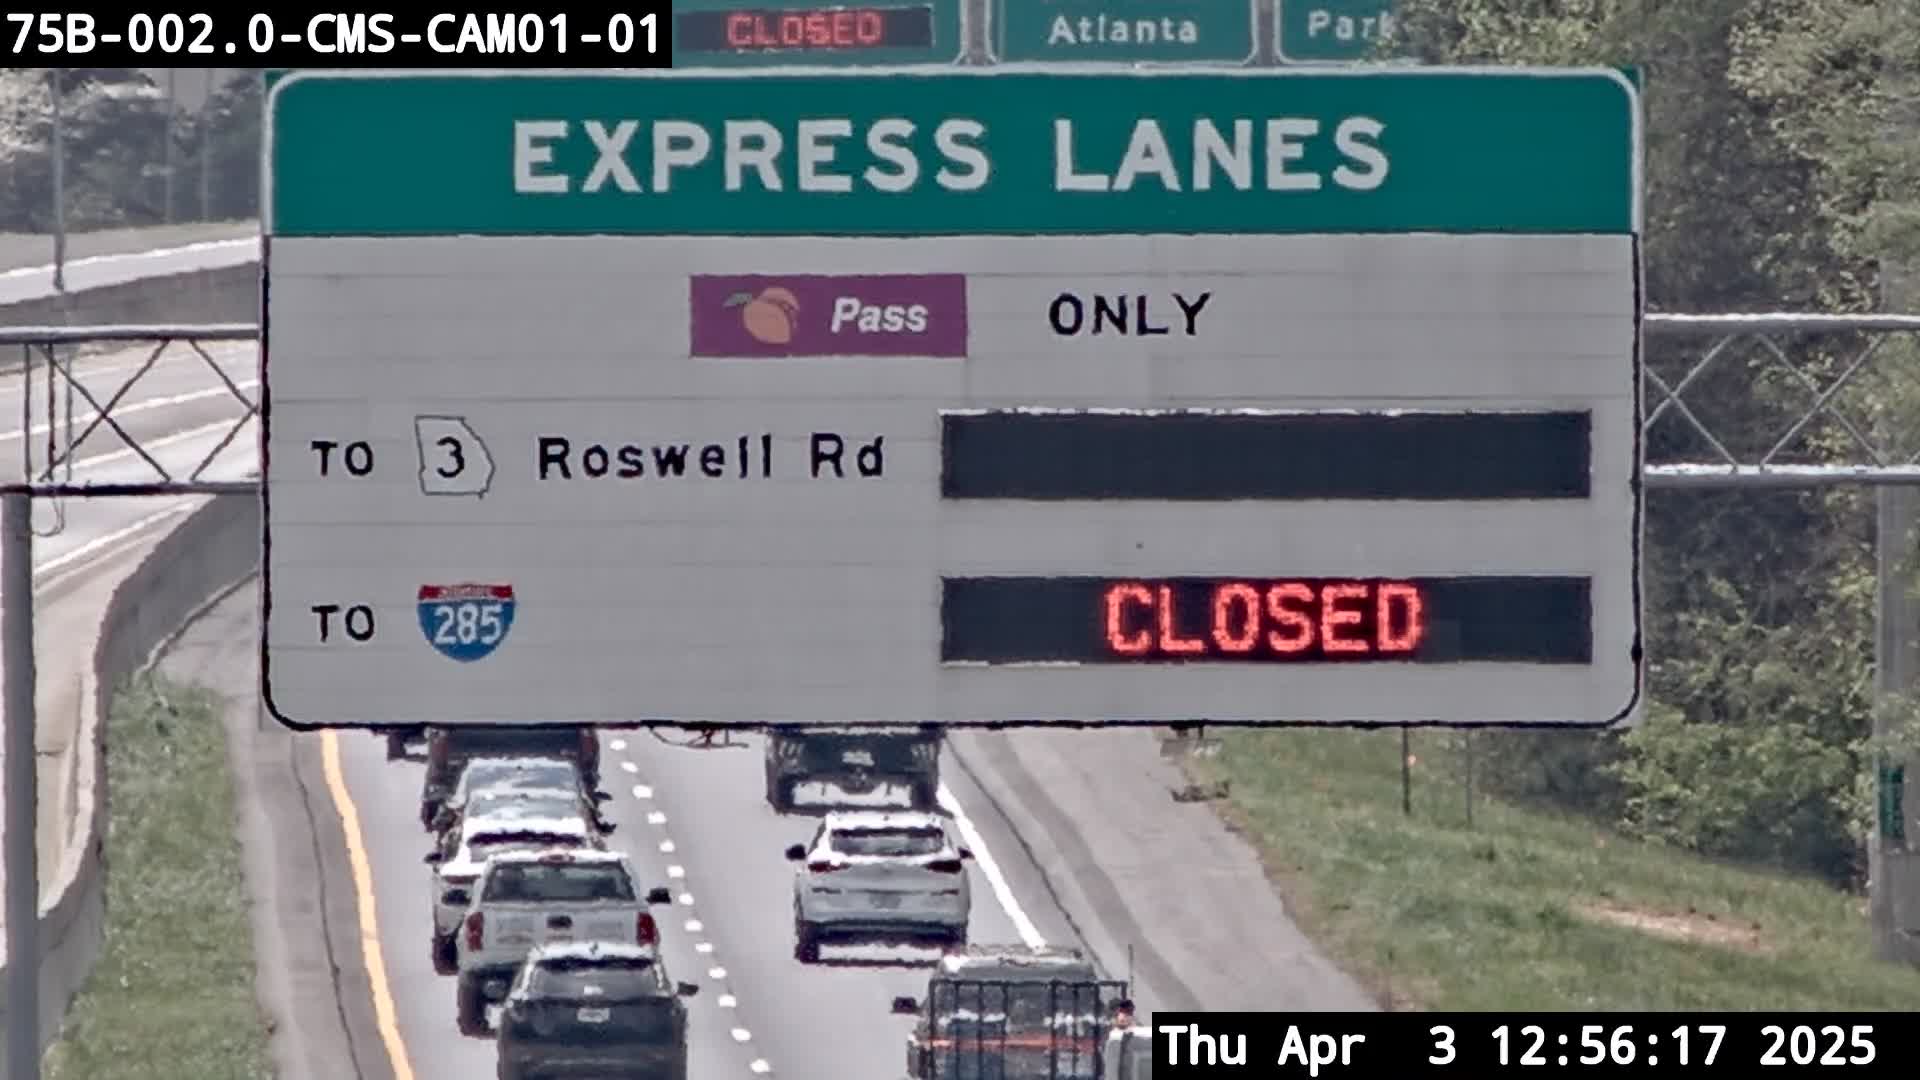 75B-002.0-CMS-CAM01-01
CLOSED
Atlanta
Park
EXPRESS LANES
Pass ONLY
TO 3 Roswell Rd
TO 285 CLOSED
Thu Apr 3 12:56:17 2025